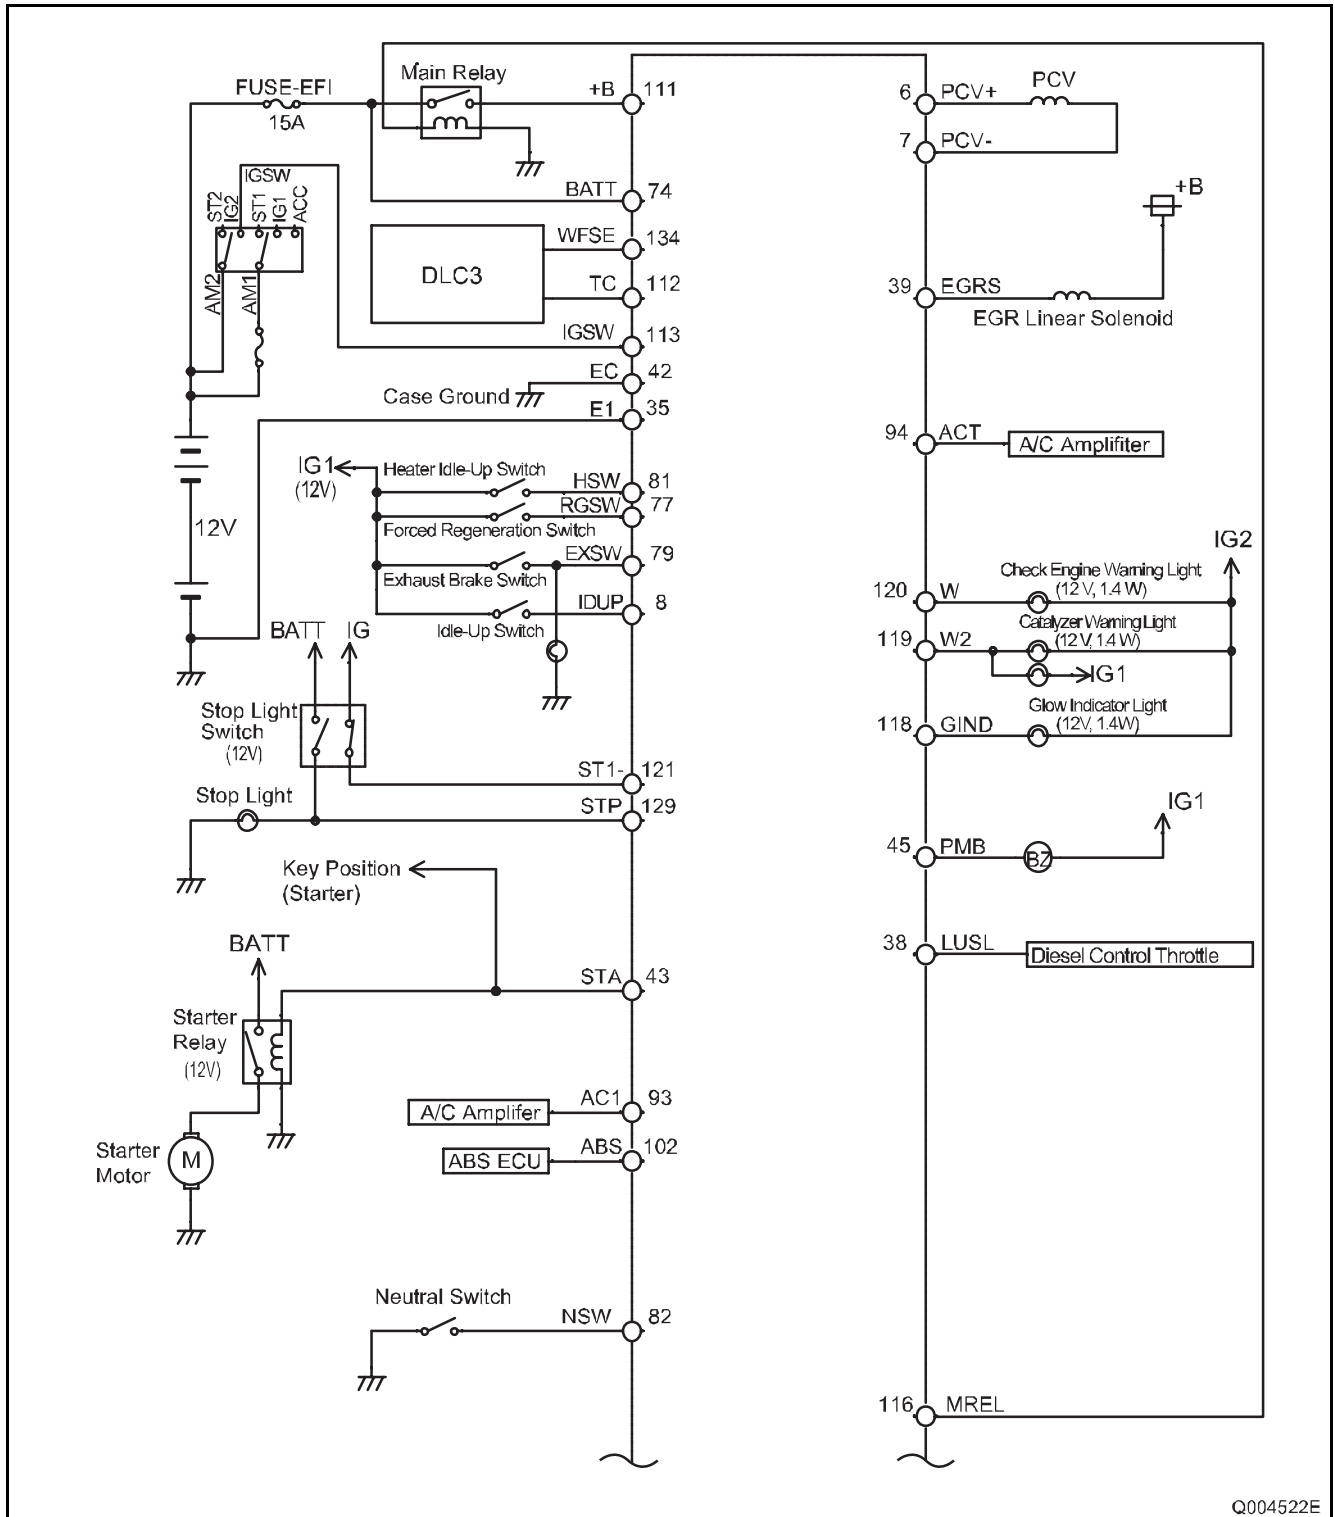 FUSE-EFI
15A
Main Relay
+B 111
BATT 74
ST2
IG2
IGSW
ST1
IG1
ACC
AM2
AM1
DLC3
WFSE 134
TC 112
IGSW 113
EC 42
Case Ground
E1 35
12V
IG1
(12V)
Heater Idle-Up Switch
HSW 81
RGSW 77
Forced Regeneration Switch
EXSW 79
Exhaust Brake Switch
IDUP 8
Idle-Up Switch
BATT IG
Stop Light
Switch
(12V)
ST1- 121
Stop Light
STP 129
Key Position
(Starter)
BATT
STA 43
Starter
Relay
(12V)
A/C Amplifer
AC1 93
ABS ECU
ABS 102
Starter
Motor
M
Neutral Switch
NSW 82
6 PCV+
PCV
7 PCV-
+B
39 EGRS
EGR Linear Solenoid
94 ACT
A/C Amplifiter
IG2
Check Engine Warning Light
(12 V, 1.4 W)
120 W
Catalyzer Warning Light
(12 V, 1.4 W)
119 W2
IG1
Glow Indicator Light
(12V, 1.4W)
118 GIND
IG1
45 PMB
BZ
38 LUSL
Diesel Control Throttle
116 MREL
Q004522E